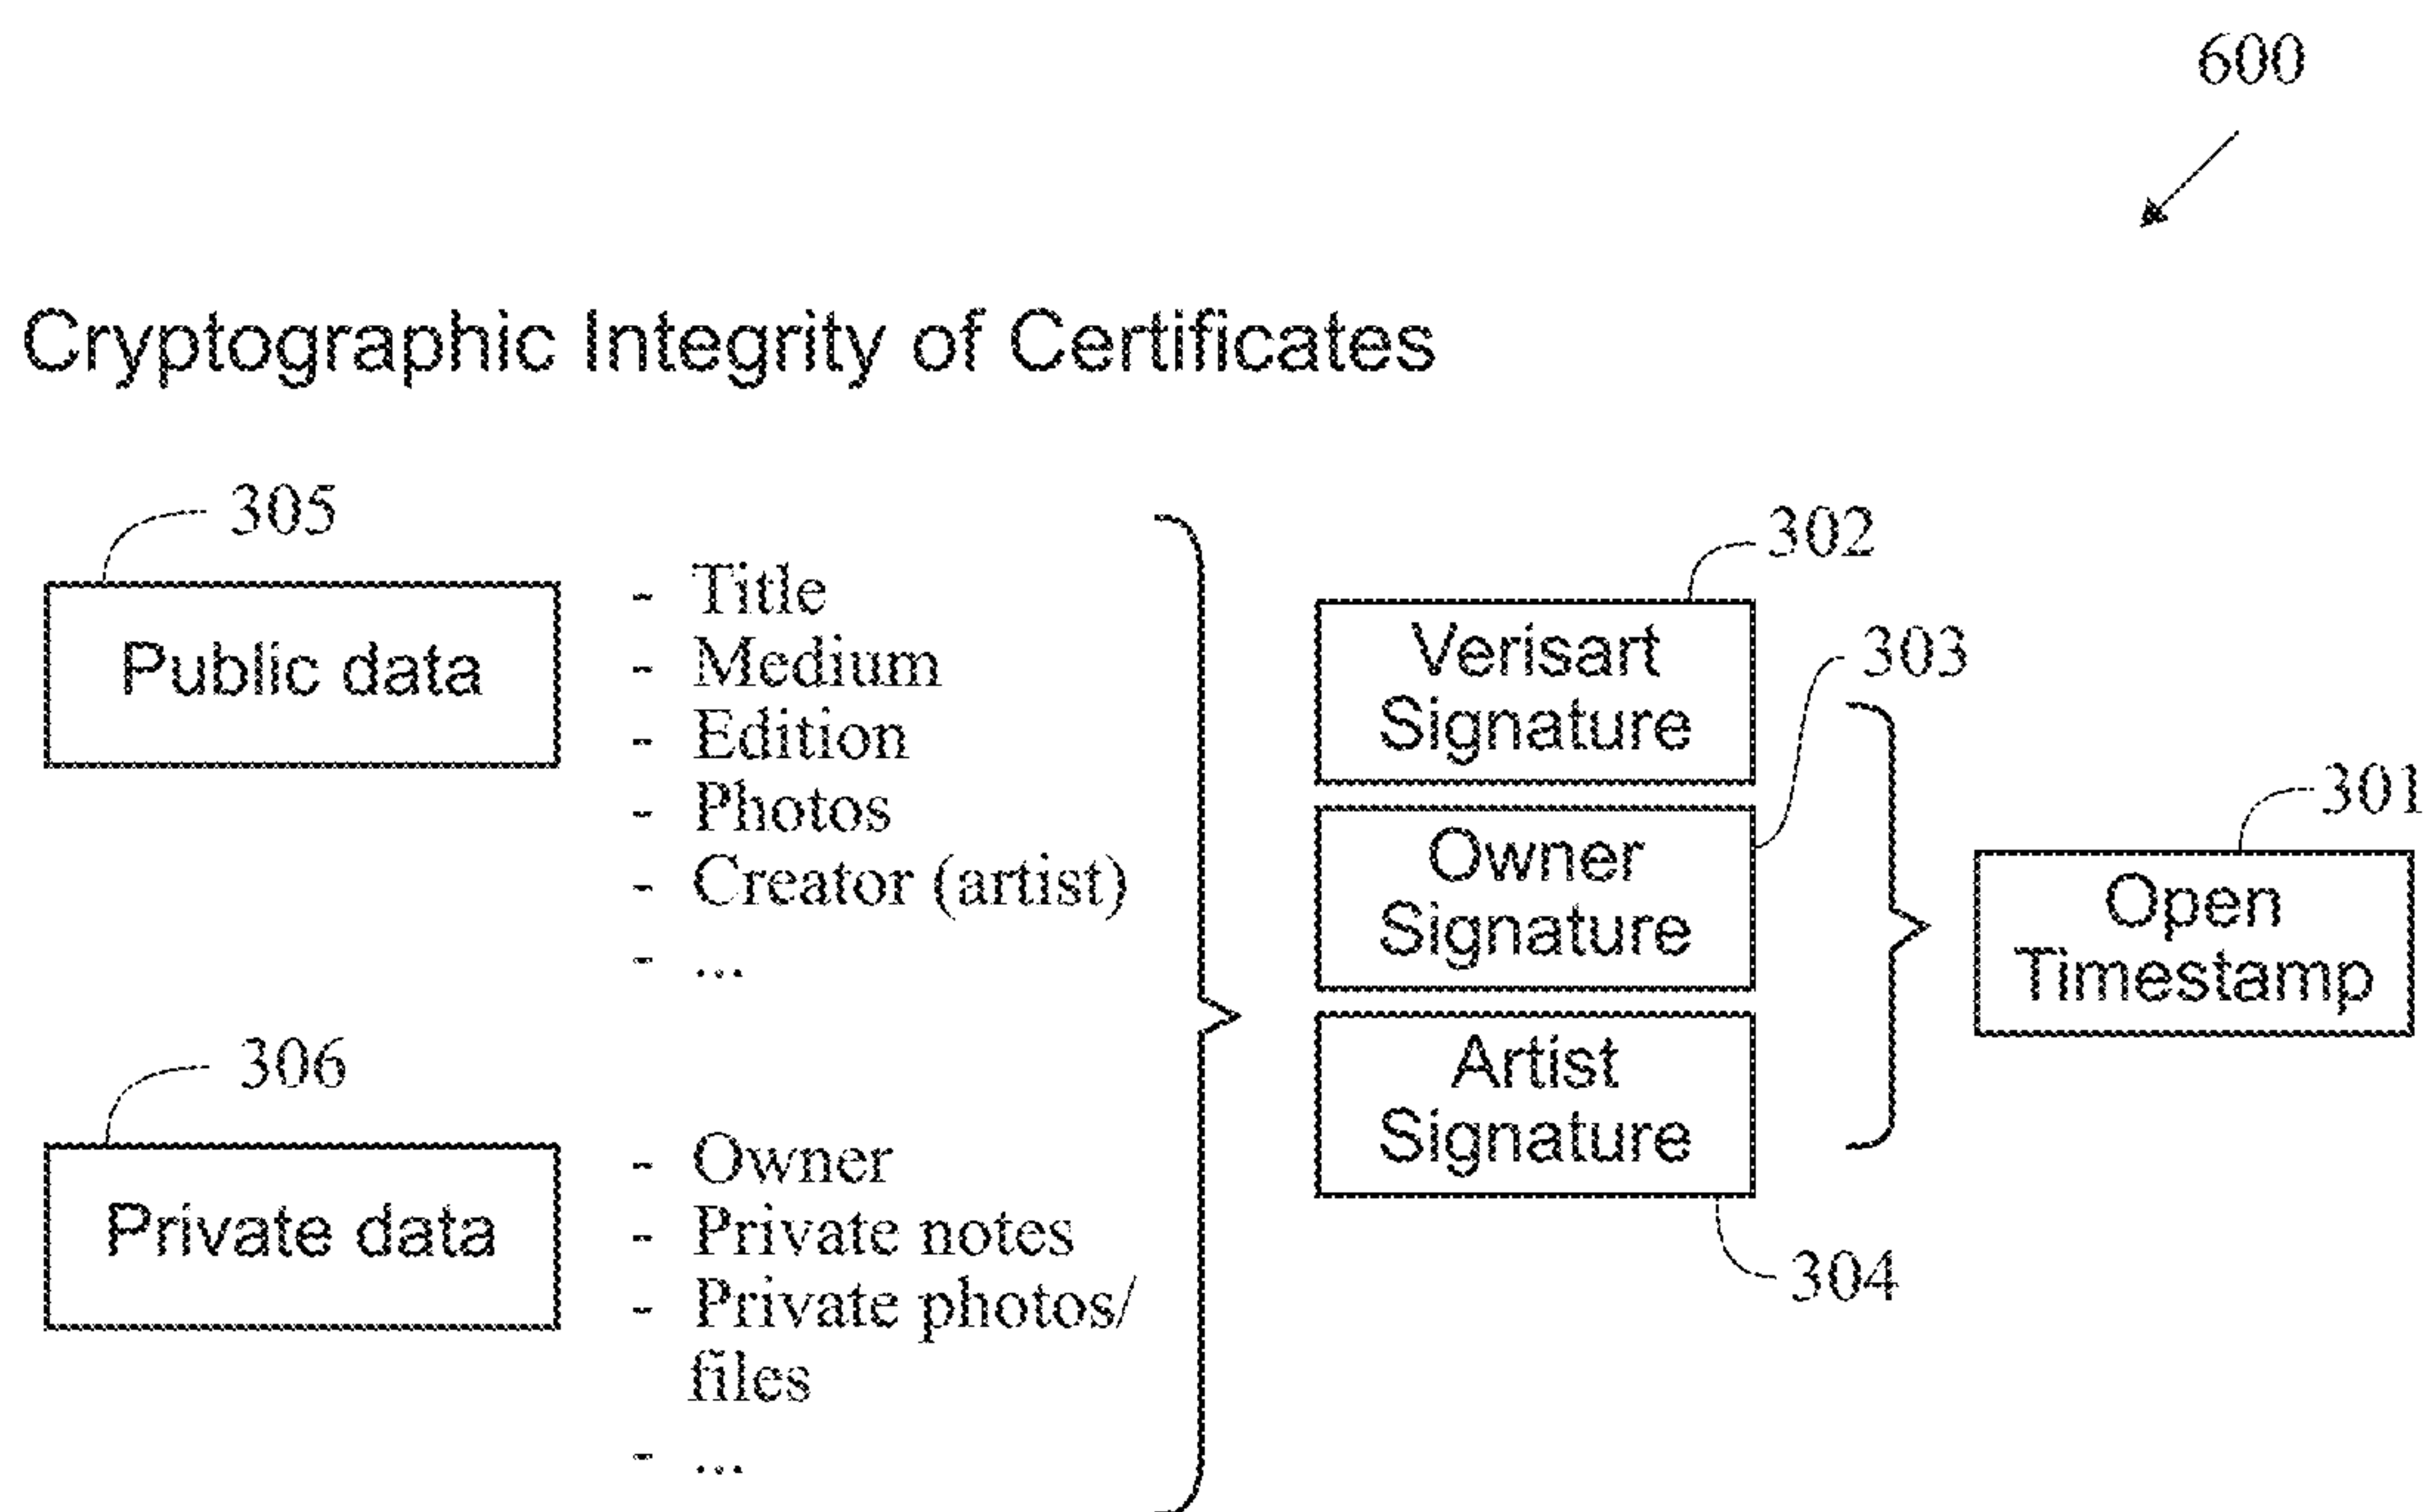 600
Cryptographic Integrity of Certificates
305
Public data
- Title
- Medium
- Edition
- Photos
- Creator (artist)
- ...
306
Private data
- Owner
- Private notes
- Private photos/
files
- ...
302
Verisart
Signature
303
Owner
Signature
Artist
Signature
304
301
Open
Timestamp